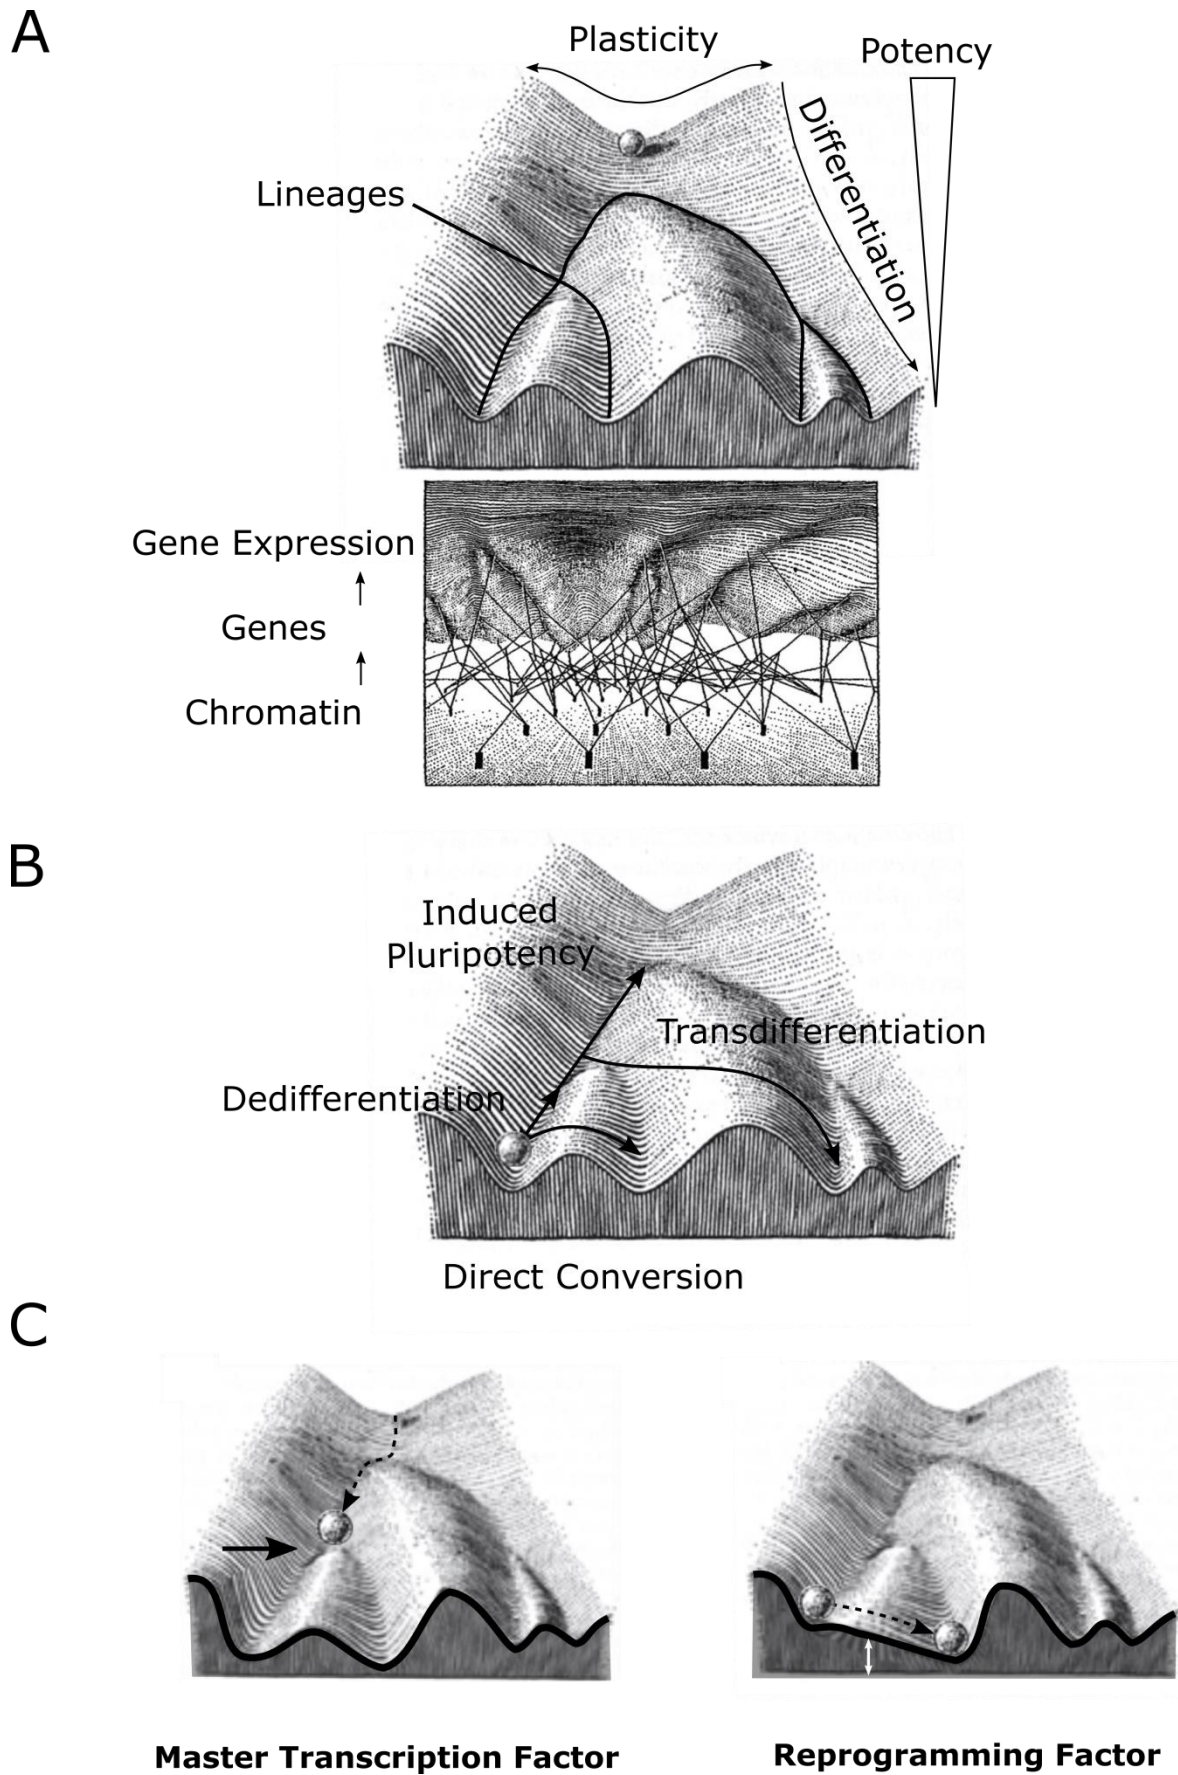 A
Plasticity
Potency
Differentiation
Lineages
Gene Expression
Genes
Chromatin
B
Induced
Pluripotency
Transdifferentiation
Dedifferentiation
Direct Conversion
C
Master Transcription Factor
Reprogramming Factor